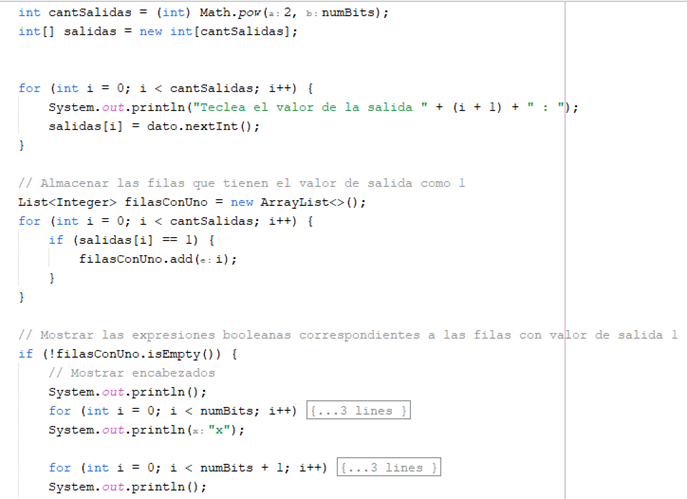 int cantSalidas = (int) Math.pow(a: 2, b: numBits);
int[] salidas = new int[cantSalidas];
for (int i = 0; i < cantSalidas; i++) {
System.out.println("Teclea el valor de la salida " + (i + 1) + " : ");
salidas[i] = dato.nextInt();
}
// Almacenar las filas que tienen el valor de salida como 1
List<Integer> filasConUno = new ArrayList<>();
for (int i = 0; i < cantSalidas; i++) {
if (salidas[i] == 1) {
filasConUno.add(e: i);
}
}
// Mostrar las expresiones booleanas correspondientes a las filas con valor de salida 1
if (!filasConUno.isEmpty()) {
// Mostrar encabezados
System.out.println();
for (int i = 0; i < numBits; i++) {...3 lines }
System.out.println(x: "x");
for (int i = 0; i < numBits + 1; i++) {...3 lines }
System.out.println();